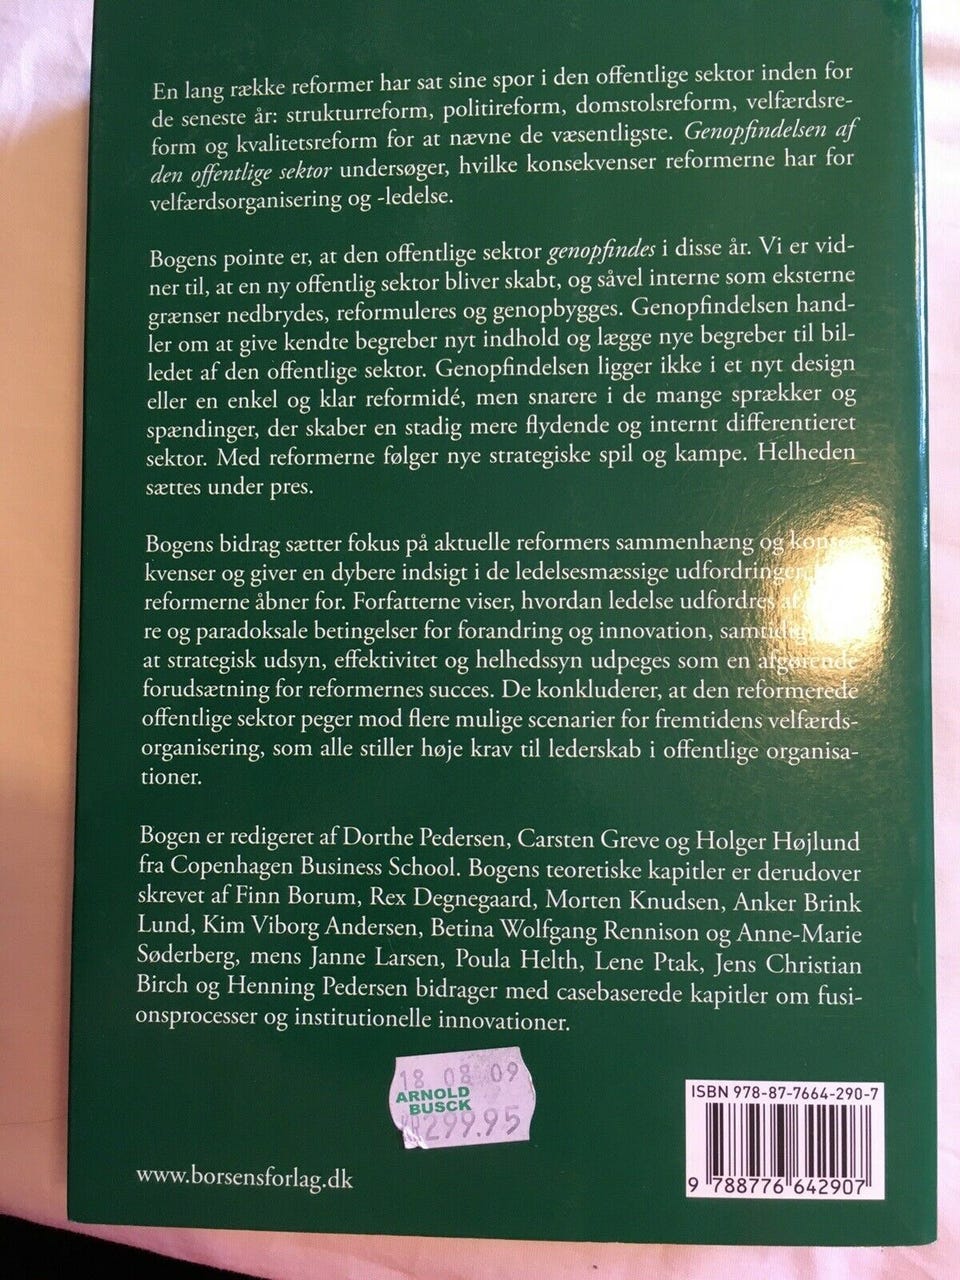 En lang række reformer har sat sine spor i den offentlige sektor inden for
de seneste år: strukturreform, politireform, domstolsreform, velfærdsre-
form og kvalitetsreform for at nævne de væsentligste. Genopfindelsen af
den offentlige sektor undersøger, hvilke konsekvenser reformerne har for
velfærdsorganisering og -ledelse.
Bogens pointe er, at den offentlige sektor genopfindes i disse år. Vi er vid-
ner til, at en ny offentlig sektor bliver skabt, og såvel interne som eksterne
grænser nedbrydes, reformuleres og genopbygges. Genopfindelsen hand-
ler om at give kendte begreber nyt indhold og lægge nye begreber til bil-
ledet af den offentlige sektor. Genopfindelsen ligger ikke i et nyt design
eller en enkel og klar reformidé, men snarere i de mange sprækker og
spændinger, der skaber en stadig mere flydende og internt differentieret
sektor. Med reformerne følger nye strategiske spil og kampe. Helheden
sættes under pres.
Bogens bidrag sætter fokus på aktuelle reformers sammenhæng og konse-
kvenser og giver en dybere indsigt i de ledelsesmæssige udfordringer,
reformerne åbner for. Forfatterne viser, hvordan ledelse udfordres af
re og paradoksale betingelser for forandring og innovation, samtidig
at strategisk udsyn, effektivitet og helhedssyn udpeges som en afgørende
forudsætning for reformernes succes. De konkluderer, at den reformerede
offentlige sektor peger mod flere mulige scenarier for fremtidens velfærds-
organisering, som alle stiller høje krav til lederskab i offentlige organisa-
tioner.
Bogen er redigeret af Dorthe Pedersen, Carsten Greve og Holger Højlund
fra Copenhagen Business School. Bogens teoretiske kapitler er derudover
skrevet af Finn Borum, Rex Degnegaard, Morten Knudsen, Anker Brink
Lund, Kim Viborg Andersen, Betina Wolfgang Rennison og Anne-Marie
Søderberg, mens Janne Larsen, Poula Helth, Lene Ptak, Jens Christian
Birch og Henning Pedersen bidrager med casebaserede kapitler om fusi-
onsprocesser og institutionelle innovationer.
18 08 09
ARNOLD
BUSCK
299.95
ISBN 978-87-7664-290-7
9 788776 642907
www.borsensforlag.dk